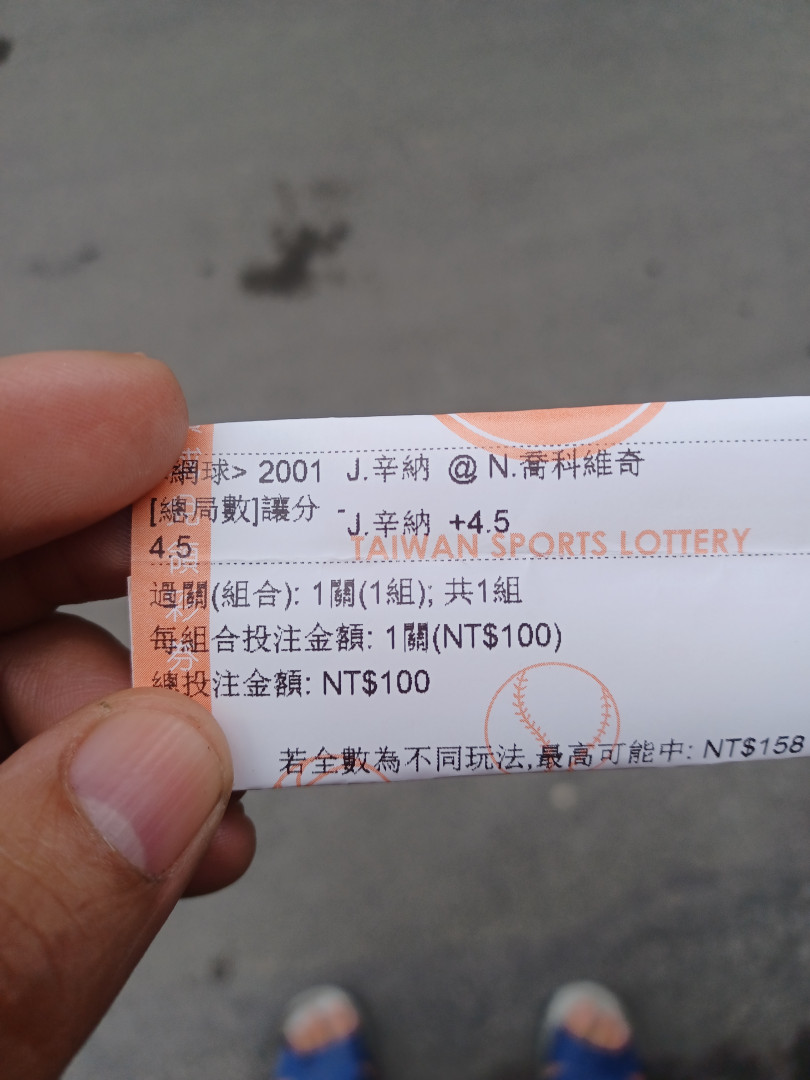 網球> 2001 J.辛納 @ N.喬科維奇
[總局數]讓分 - J.辛納 +4.5
4.5
TAIWAN SPORTS LOTTERY
過關(組合): 1關(1組); 共1組
每組合投注金額: 1關(NT$100)
總投注金額: NT$100
若全數為不同玩法,最高可能中: NT$158